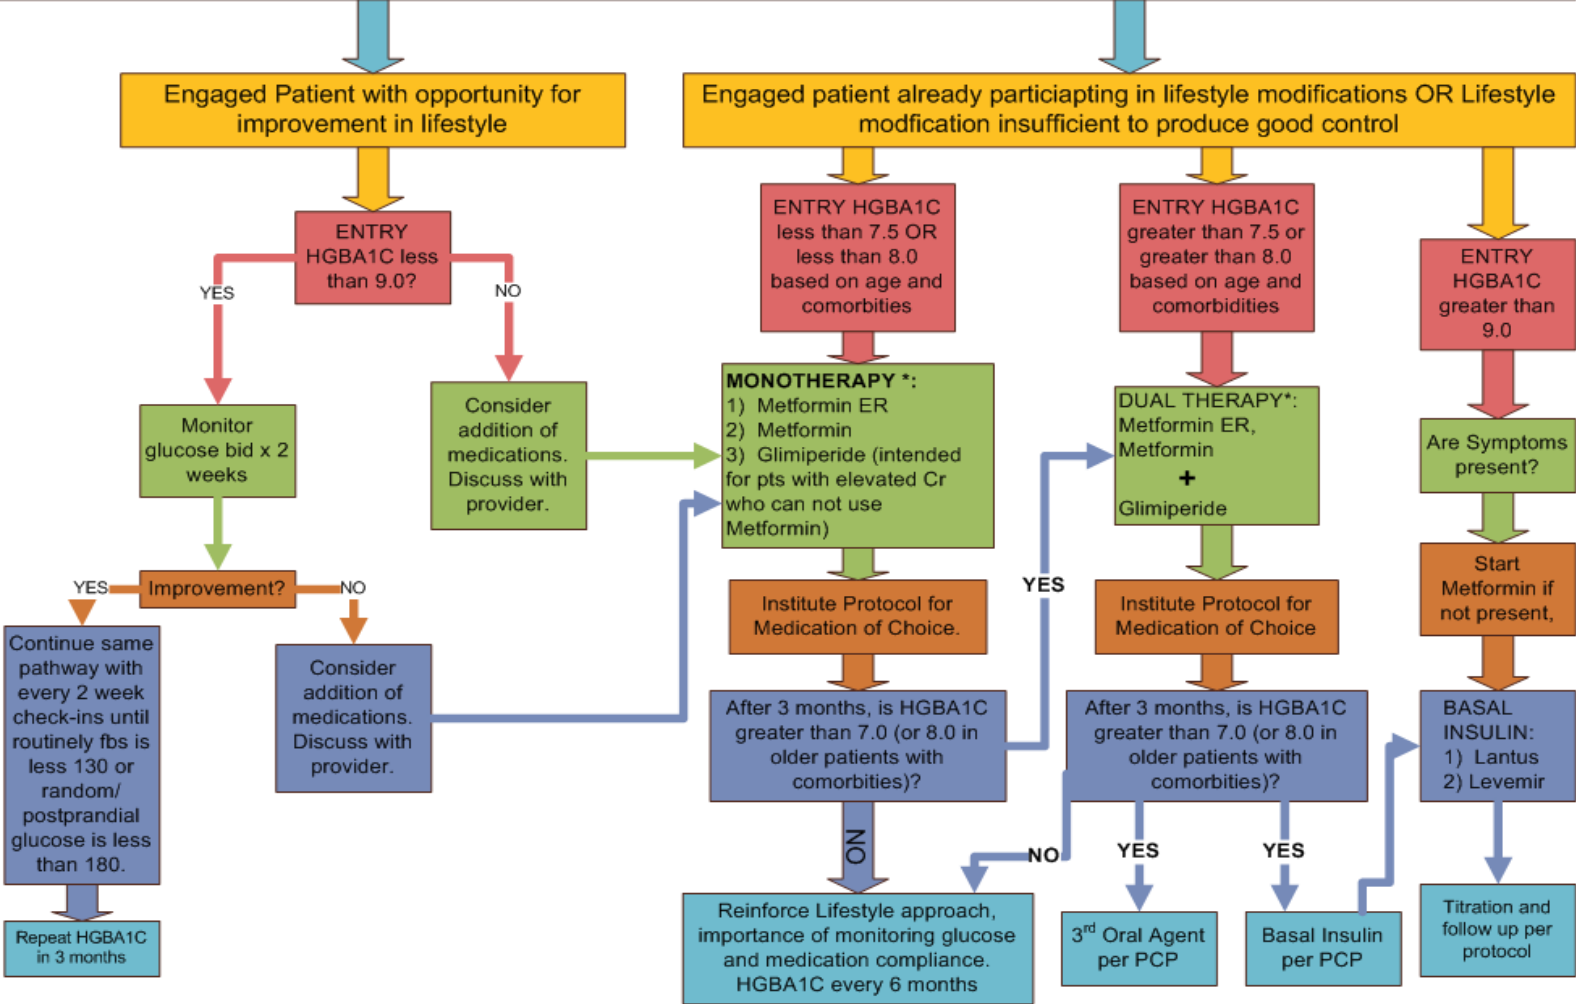 Engaged Patient with opportunity for
improvement in lifestyle
ENTRY
HGBA1C less
than 9.0?
YES
NO
Monitor
glucose bid x 2
weeks
Consider
addition of
medications.
Discuss with
provider.
Improvement?
YES
NO
Continue same
pathway with
every 2 week
check-ins until
routinely fbs is
less 130 or
random/
postprandial
glucose is less
than 180.
Consider
addition of
medications.
Discuss with
provider.
Repeat HGBA1C
in 3 months
Engaged patient already particiapting in lifestyle modifications OR Lifestyle
modfication insufficient to produce good control
ENTRY HGBA1C
less than 7.5 OR
less than 8.0
based on age and
comorbities
MONOTHERAPY *:
1) Metformin ER
2) Metformin
3) Glimiperide (intended
for pts with elevated Cr
who can not use
Metformin)
Institute Protocol for
Medication of Choice.
After 3 months, is HGBA1C
greater than 7.0 (or 8.0 in
older patients with
comorbities)?
YES
NO
Reinforce Lifestyle approach,
importance of monitoring glucose
and medication compliance.
HGBA1C every 6 months
ENTRY HGBA1C
greater than 7.5 or
greater than 8.0
based on age and
comorbidities
DUAL THERAPY*:
Metformin ER,
Metformin
+
Glimiperide
Institute Protocol for
Medication of Choice
After 3 months, is HGBA1C
greater than 7.0 (or 8.0 in
older patients with
comorbities)?
NO
YES
YES
3rd Oral Agent
per PCP
Basal Insulin
per PCP
ENTRY
HGBA1C
greater than
9.0
Are Symptoms
present?
Start
Metformin if
not present,
BASAL
INSULIN:
1) Lantus
2) Levemir
Titration and
follow up per
protocol